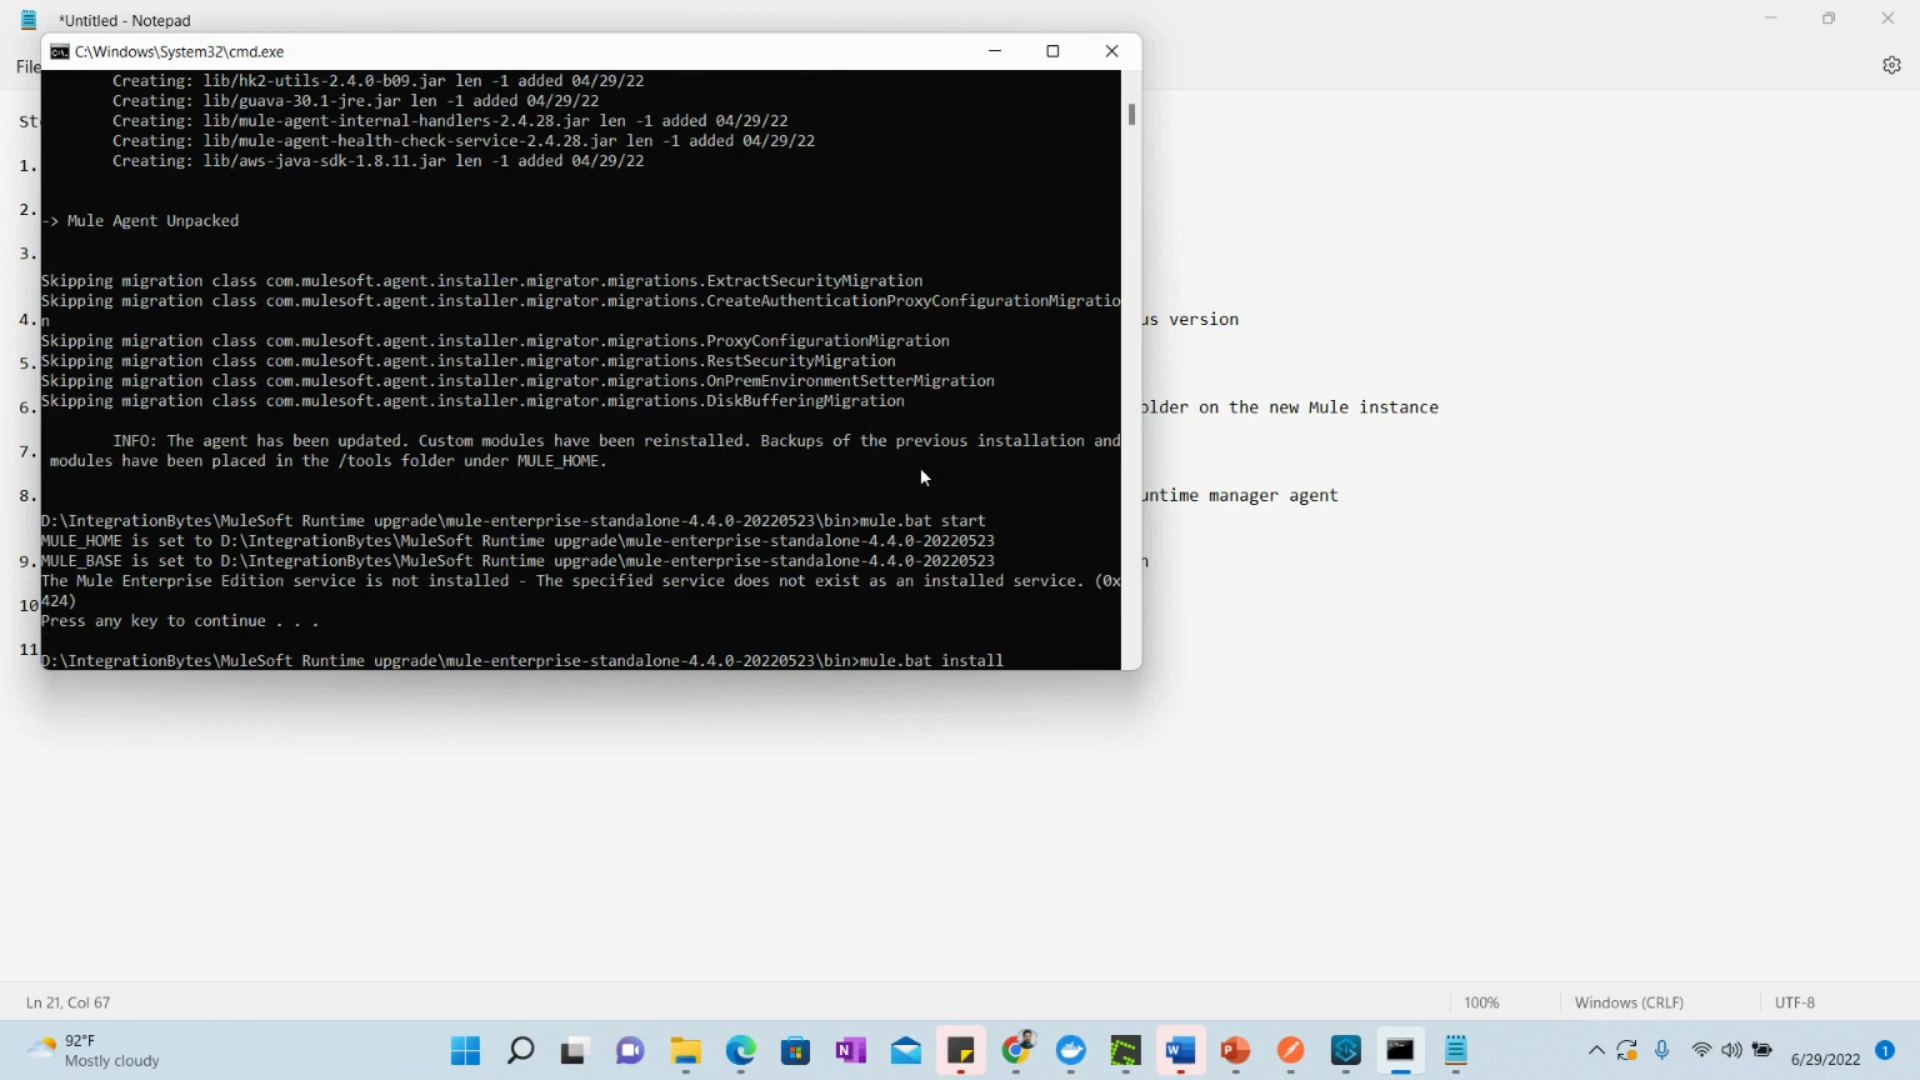 *Untitled - Notepad
C:\Windows\System32\cmd.exe
File
Creating: lib/hk2-utils-2.4.0-b09.jar len -1 added 04/29/22
Creating: lib/guava-30.1-jre.jar len -1 added 04/29/22
Creating: lib/mule-agent-internal-handlers-2.4.28.jar len -1 added 04/29/22
Creating: lib/mule-agent-health-check-service-2.4.28.jar len -1 added 04/29/22
Creating: lib/aws-java-sdk-1.8.11.jar len -1 added 04/29/22
1.
2.
-> Mule Agent Unpacked
3.
Skipping migration class com.mulesoft.agent.installer.migrator.migrations.ExtractSecurityMigration
Skipping migration class com.mulesoft.agent.installer.migrator.migrations.CreateAuthenticationProxyConfigurationMigratio
4. n us version
Skipping migration class com.mulesoft.agent.installer.migrator.migrations.ProxyConfigurationMigration
5. Skipping migration class com.mulesoft.agent.installer.migrator.migrations.RestSecurityMigration
Skipping migration class com.mulesoft.agent.installer.migrator.migrations.OnPremEnvironmentSetterMigration
6. Skipping migration class com.mulesoft.agent.installer.migrator.migrations.DiskBufferingMigration older on the new Mule instance
INFO: The agent has been updated. Custom modules have been reinstalled. Backups of the previous installation and
7. modules have been placed in the /tools folder under MULE_HOME.
8. untime manager agent
D:\IntegrationBytes\MuleSoft Runtime upgrade\mule-enterprise-standalone-4.4.0-20220523\bin>mule.bat start
MULE_HOME is set to D:\IntegrationBytes\MuleSoft Runtime upgrade\mule-enterprise-standalone-4.4.0-20220523
9. MULE_BASE is set to D:\IntegrationBytes\MuleSoft Runtime upgrade\mule-enterprise-standalone-4.4.0-20220523 n
The Mule Enterprise Edition service is not installed - The specified service does not exist as an installed service. (0x
10 424)
Press any key to continue . . .
11 D:\IntegrationBytes\MuleSoft Runtime upgrade\mule-enterprise-standalone-4.4.0-20220523\bin>mule.bat install
Ln 21, Col 67 100% Windows (CRLF) UTF-8
92°F
Mostly cloudy
6/29/2022 1